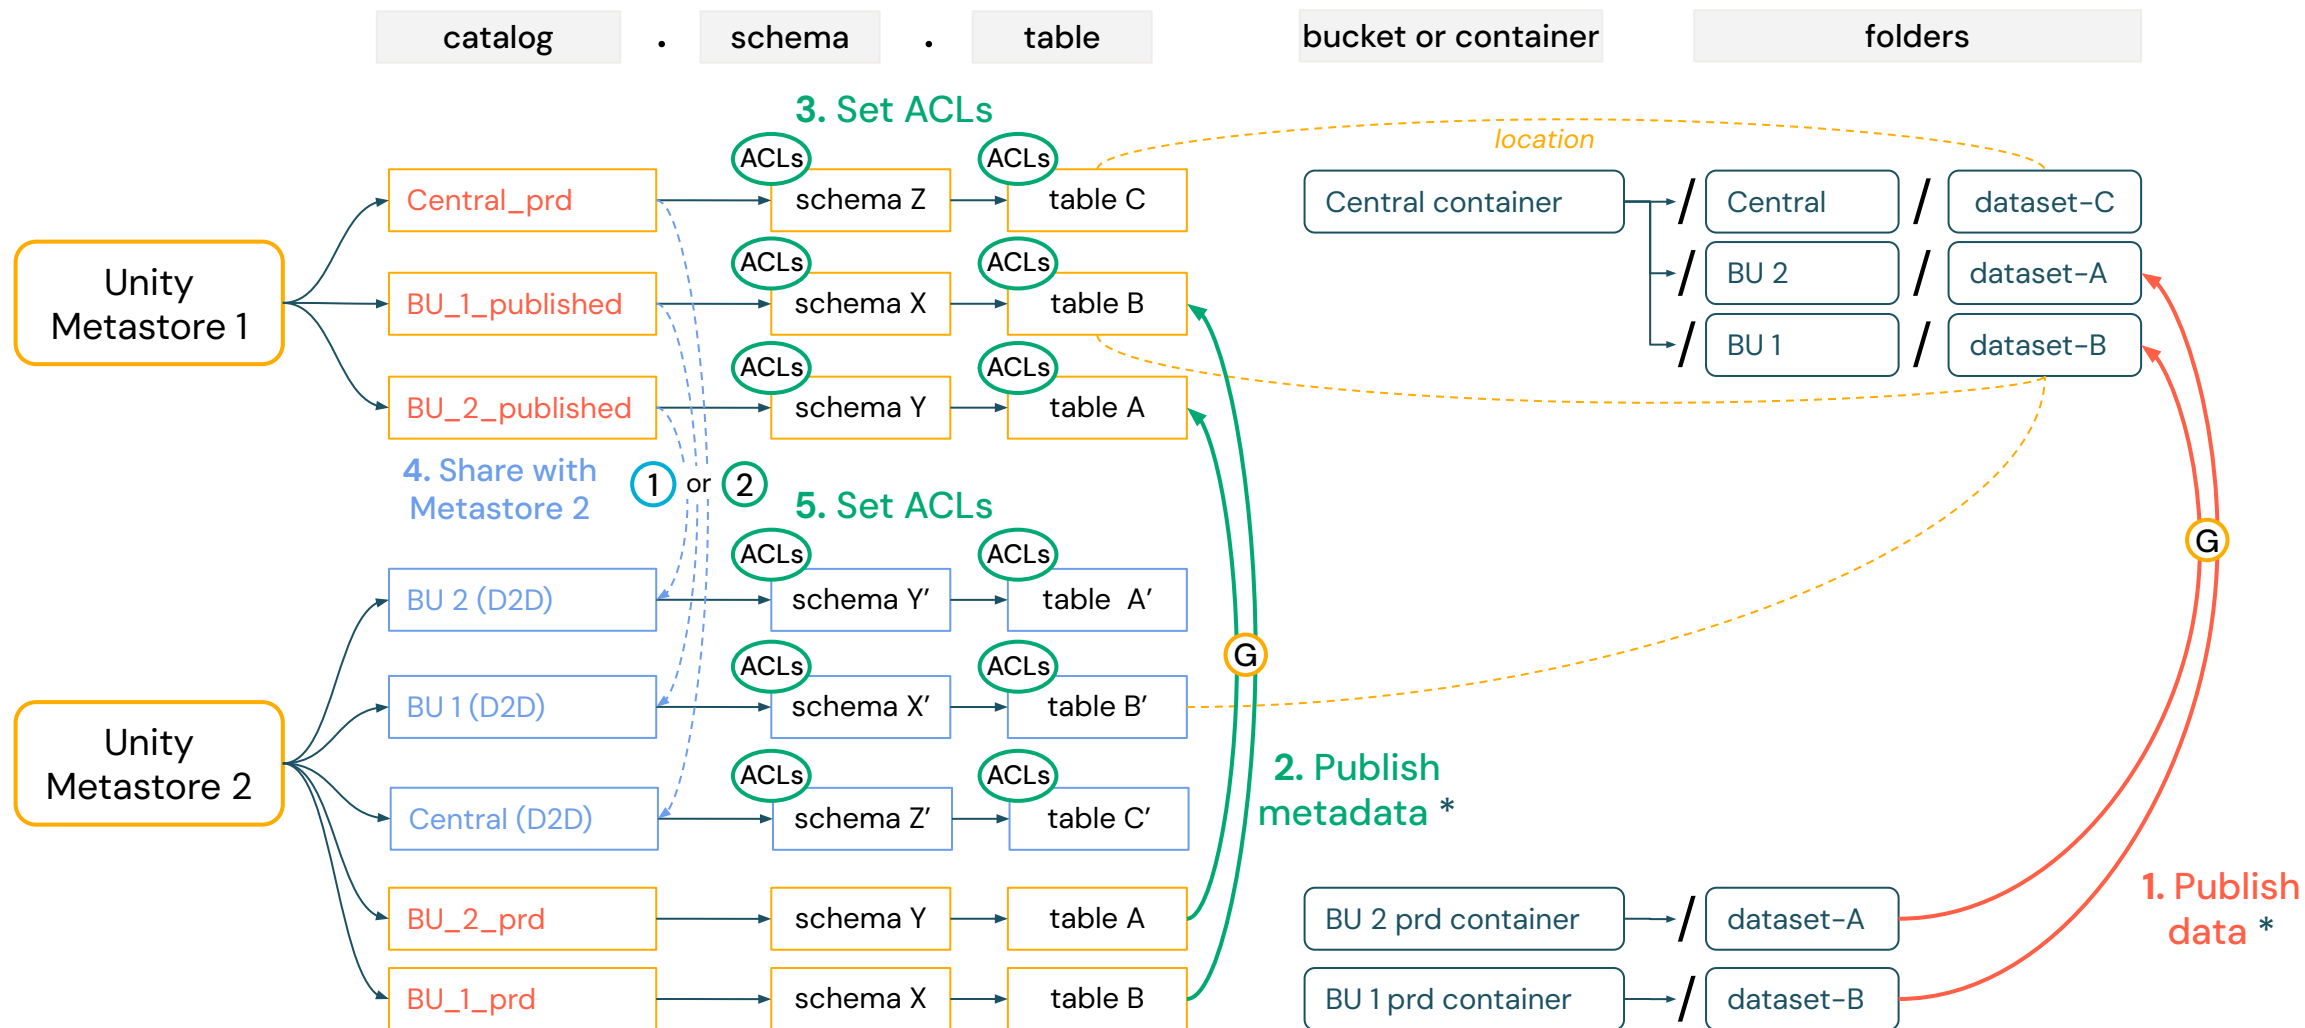 catalog . schema . table bucket or container folders
3. Set ACLs
location
ACLs ACLs
Central_prd schema Z table C Central container / Central / dataset-C
ACLs ACLs
Unity
Metastore 1
BU_1_published schema X table B / BU 2 / dataset-A
ACLs ACLs
/ BU 1 / dataset-B
BU_2_published schema Y table A
4. Share with
Metastore 2
1 or 2
5. Set ACLs
G
ACLs ACLs
BU 2 (D2D) schema Y’ table A’
ACLs ACLs
G
BU 1 (D2D) schema X’ table B’
Unity
Metastore 2
ACLs ACLs
2. Publish
metadata *
Central (D2D) schema Z’ table C’
1. Publish
data *
BU_2_prd schema Y table A BU 2 prd container / dataset-A
BU_1_prd schema X table B BU 1 prd container / dataset-B